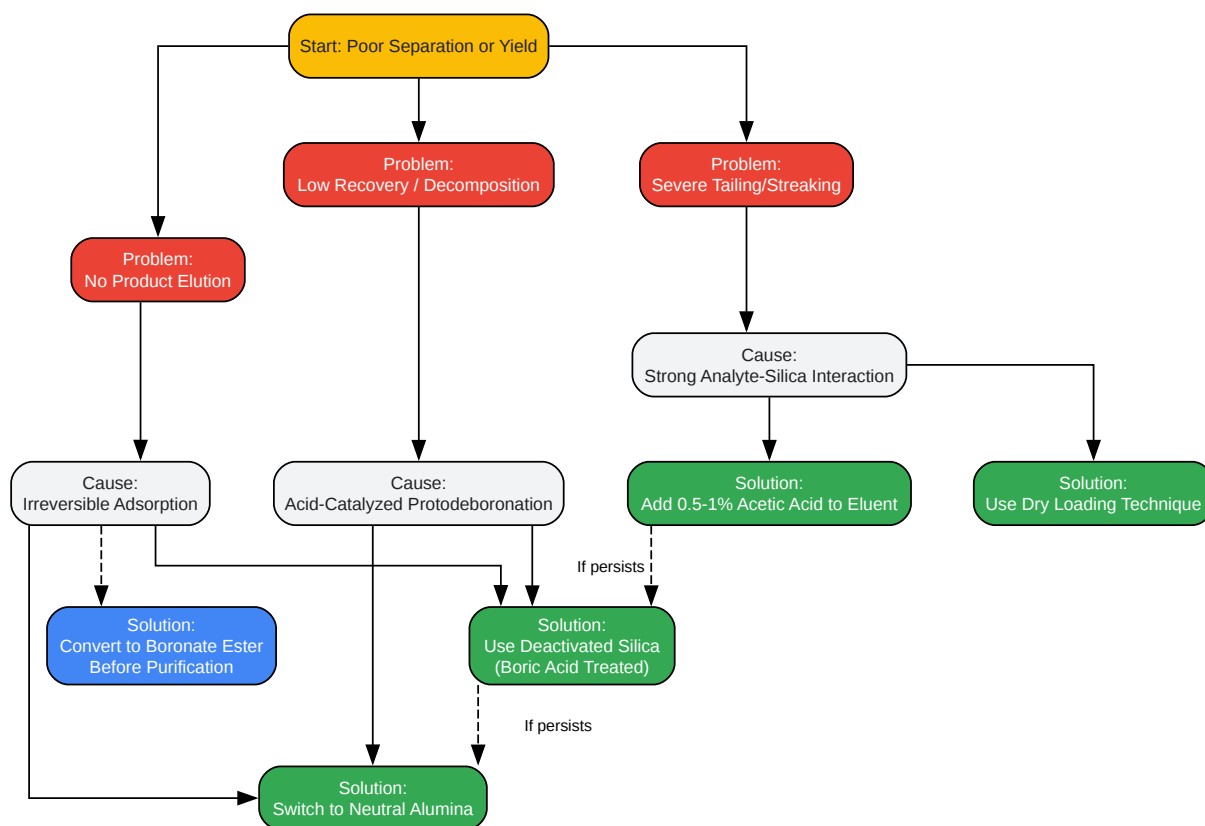 Start: Poor Separation or Yield
Problem:
Low Recovery / Decomposition
Problem:
Severe Tailing/Streaking
Problem:
No Product Elution
Cause:
Strong Analyte-Silica Interaction
Cause:
Irreversible Adsorption
Cause:
Acid-Catalyzed Protodeboronation
Solution:
Add 0.5-1% Acetic Acid to Eluent
Solution:
Use Dry Loading Technique
If persists
Solution:
Convert to Boronate Ester
Before Purification
Solution:
Use Deactivated Silica
(Boric Acid Treated)
If persists
Solution:
Switch to Neutral Alumina